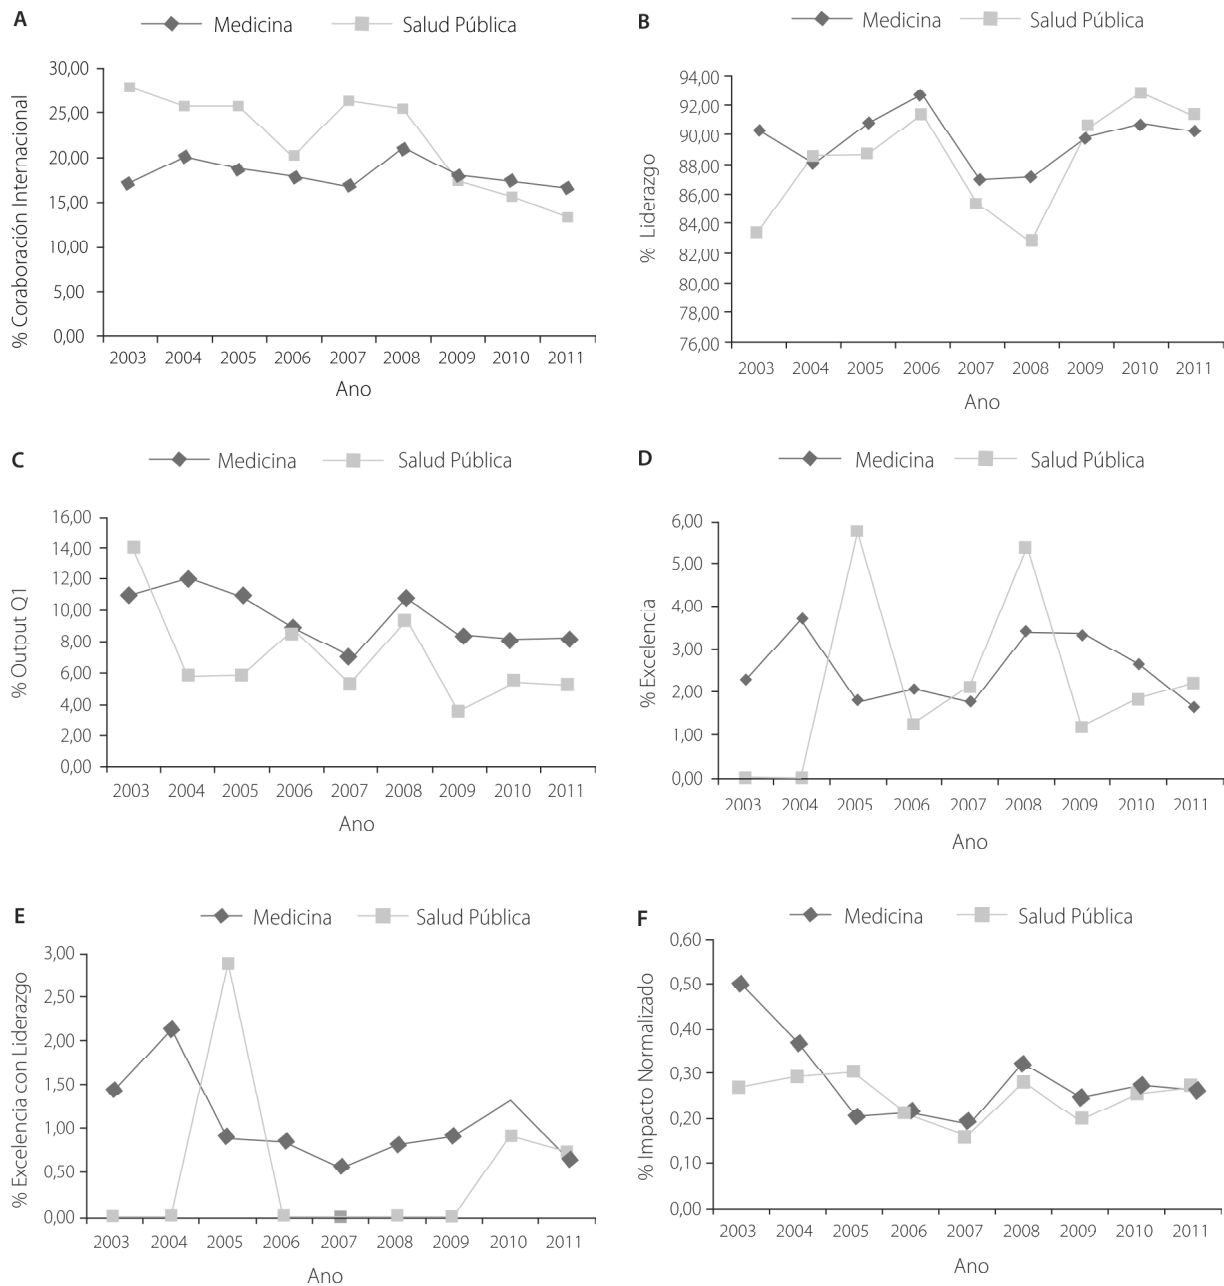 A
Medicina Salud Pública
% Coraboración Internacional
30,00
25,00
20,00
15,00
10,00
5,00
0,00
2003 2004 2005 2006 2007 2008 2009 2010 2011
Ano
B
Medicina Salud Pública
% Liderazgo
94,00
92,00
90,00
88,00
86,00
84,00
82,00
80,00
78,00
76,00
2003 2004 2005 2006 2007 2008 2009 2010 2011
Ano
C
Medicina Salud Pública
% Output Q1
16,00
14,00
12,00
10,00
8,00
6,00
4,00
2,00
0,00
2003 2004 2005 2006 2007 2008 2009 2010 2011
Ano
D
Medicina Salud Pública
% Excelencia
6,00
5,00
4,00
3,00
2,00
1,00
0,00
2003 2004 2005 2006 2007 2008 2009 2010 2011
Ano
E
Medicina Salud Pública
% Excelencia con Liderazgo
3,00
2,50
2,00
1,50
1,00
0,50
0,00
2003 2004 2005 2006 2007 2008 2009 2010 2011
Ano
F
Medicina Salud Pública
% Impacto Normalizado
0,60
0,50
0,40
0,30
0,20
0,10
0,00
2003 2004 2005 2006 2007 2008 2009 2010 2011
Ano